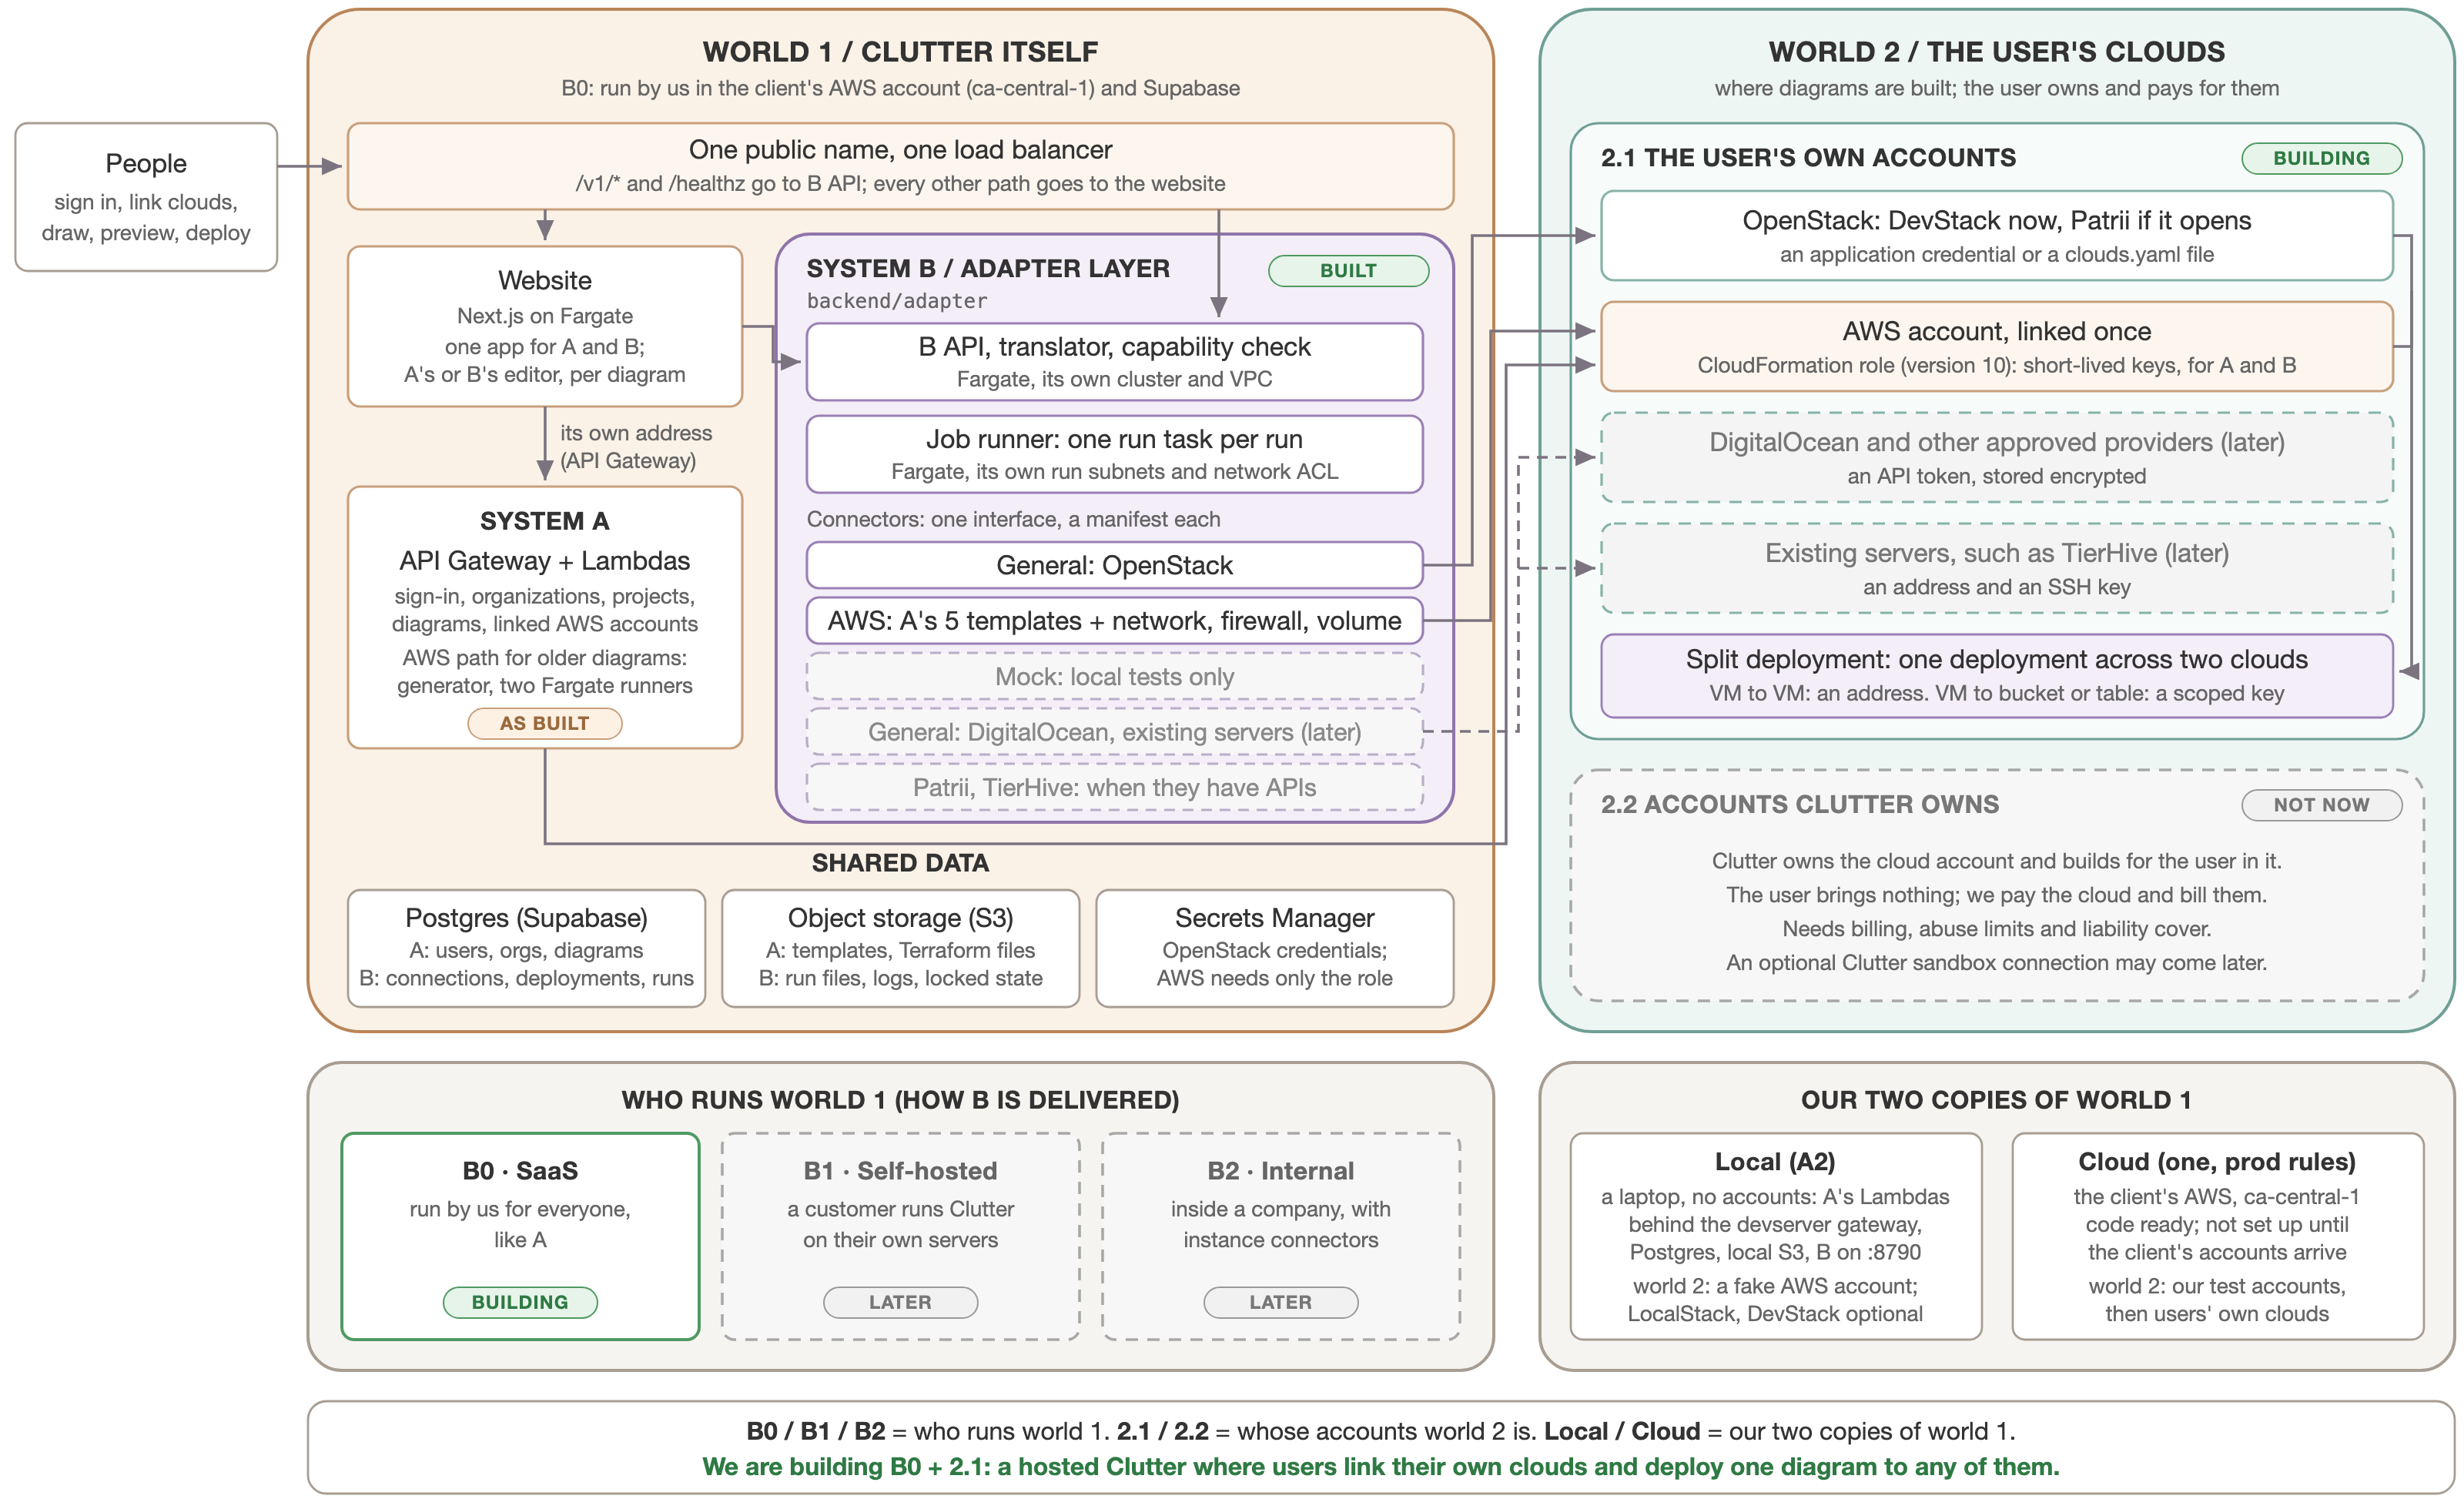 WORLD 1 / CLUTTER ITSELF
B0: run by us in the client's AWS account (ca-central-1) and Supabase
People
sign in, link clouds,
draw, preview, deploy
One public name, one load balancer
/v1/* and /healthz go to B API; every other path goes to the website
Website
Next.js on Fargate
one app for A and B;
A's or B's editor, per diagram
its own address
(API Gateway)
SYSTEM A
API Gateway + Lambdas
sign-in, organizations, projects,
diagrams, linked AWS accounts
AWS path for older diagrams:
generator, two Fargate runners
AS BUILT
SYSTEM B / ADAPTER LAYER
BUILT
backend/adapter
B API, translator, capability check
Fargate, its own cluster and VPC
Job runner: one run task per run
Fargate, its own run subnets and network ACL
Connectors: one interface, a manifest each
General: OpenStack
AWS: A's 5 templates + network, firewall, volume
Mock: local tests only
General: DigitalOcean, existing servers (later)
Patrii, TierHive: when they have APIs
SHARED DATA
Postgres (Supabase)
A: users, orgs, diagrams
B: connections, deployments, runs
Object storage (S3)
A: templates, Terraform files
B: run files, logs, locked state
Secrets Manager
OpenStack credentials;
AWS needs only the role
WORLD 2 / THE USER'S CLOUDS
where diagrams are built; the user owns and pays for them
2.1 THE USER'S OWN ACCOUNTS
BUILDING
OpenStack: DevStack now, Patrii if it opens
an application credential or a clouds.yaml file
AWS account, linked once
CloudFormation role (version 10): short-lived keys, for A and B
DigitalOcean and other approved providers (later)
an API token, stored encrypted
Existing servers, such as TierHive (later)
an address and an SSH key
Split deployment: one deployment across two clouds
VM to VM: an address. VM to bucket or table: a scoped key
2.2 ACCOUNTS CLUTTER OWNS
NOT NOW
Clutter owns the cloud account and builds for the user in it.
The user brings nothing; we pay the cloud and bill them.
Needs billing, abuse limits and liability cover.
An optional Clutter sandbox connection may come later.
WHO RUNS WORLD 1 (HOW B IS DELIVERED)
B0 · SaaS
run by us for everyone,
like A
BUILDING
B1 · Self-hosted
a customer runs Clutter
on their own servers
LATER
B2 · Internal
inside a company, with
instance connectors
LATER
OUR TWO COPIES OF WORLD 1
Local (A2)
a laptop, no accounts: A's Lambdas
behind the devserver gateway,
Postgres, local S3, B on :8790
world 2: a fake AWS account;
LocalStack, DevStack optional
Cloud (one, prod rules)
the client's AWS, ca-central-1
code ready; not set up until
the client's accounts arrive
world 2: our test accounts,
then users' own clouds
B0 / B1 / B2 = who runs world 1. 2.1 / 2.2 = whose accounts world 2 is. Local / Cloud = our two copies of world 1.
We are building B0 + 2.1: a hosted Clutter where users link their own clouds and deploy one diagram to any of them.